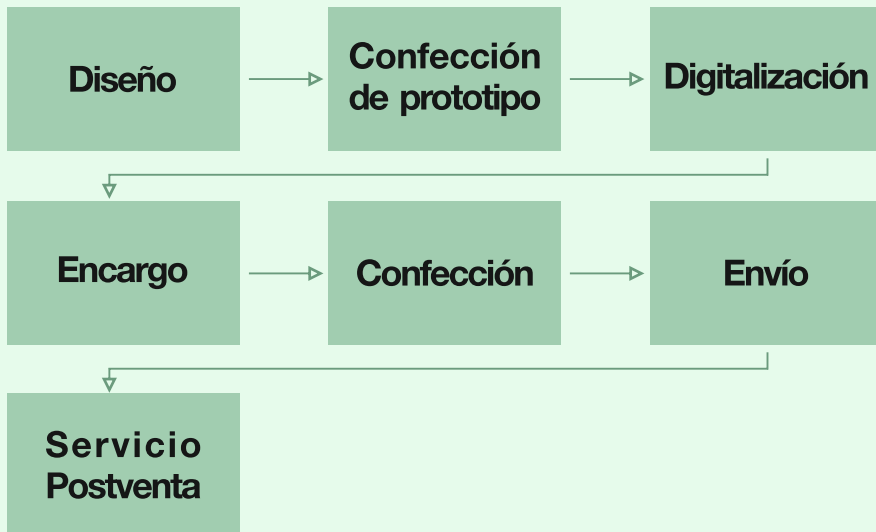 Diseño
Confección
de prototipo
Digitalización
Encargo
Confección
Envío
Servicio
Postventa